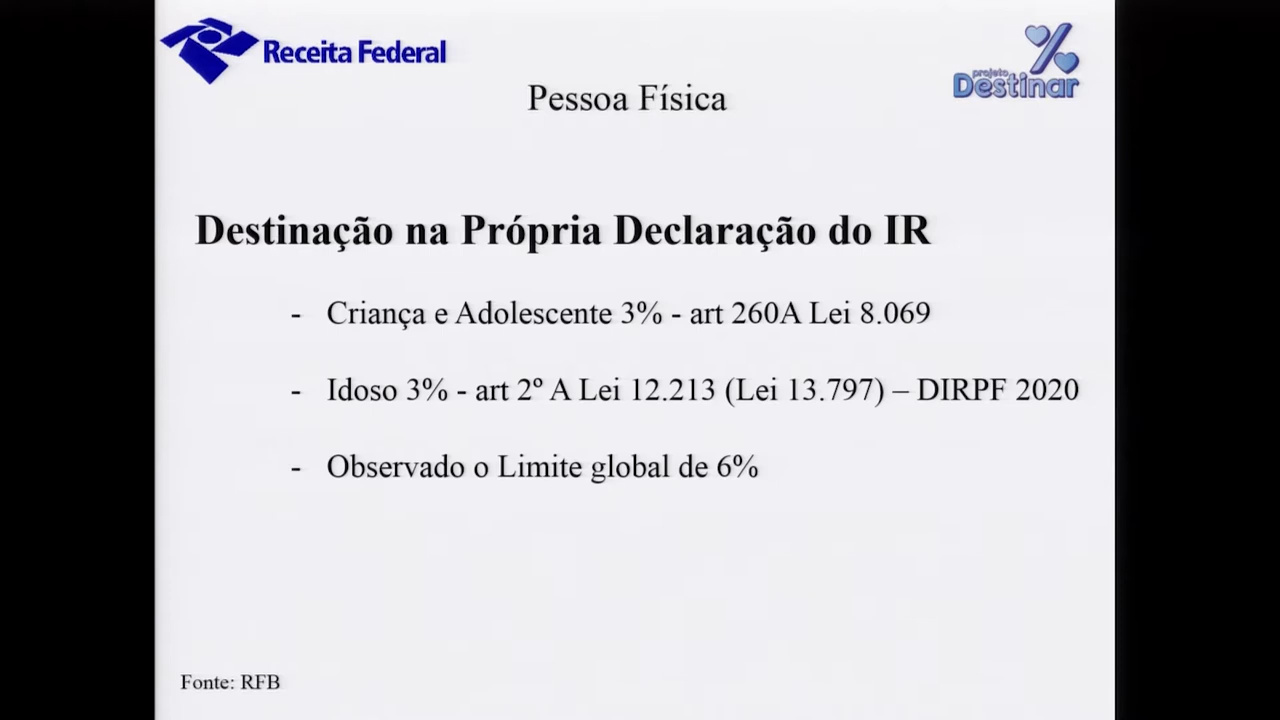 Receita Federal
projeto
Destinar
Pessoa Física
Destinação na Própria Declaração do IR
- Criança e Adolescente 3% - art 260A Lei 8.069
- Idoso 3% - art 2º A Lei 12.213 (Lei 13.797) – DIRPF 2020
- Observado o Limite global de 6%
Fonte: RFB